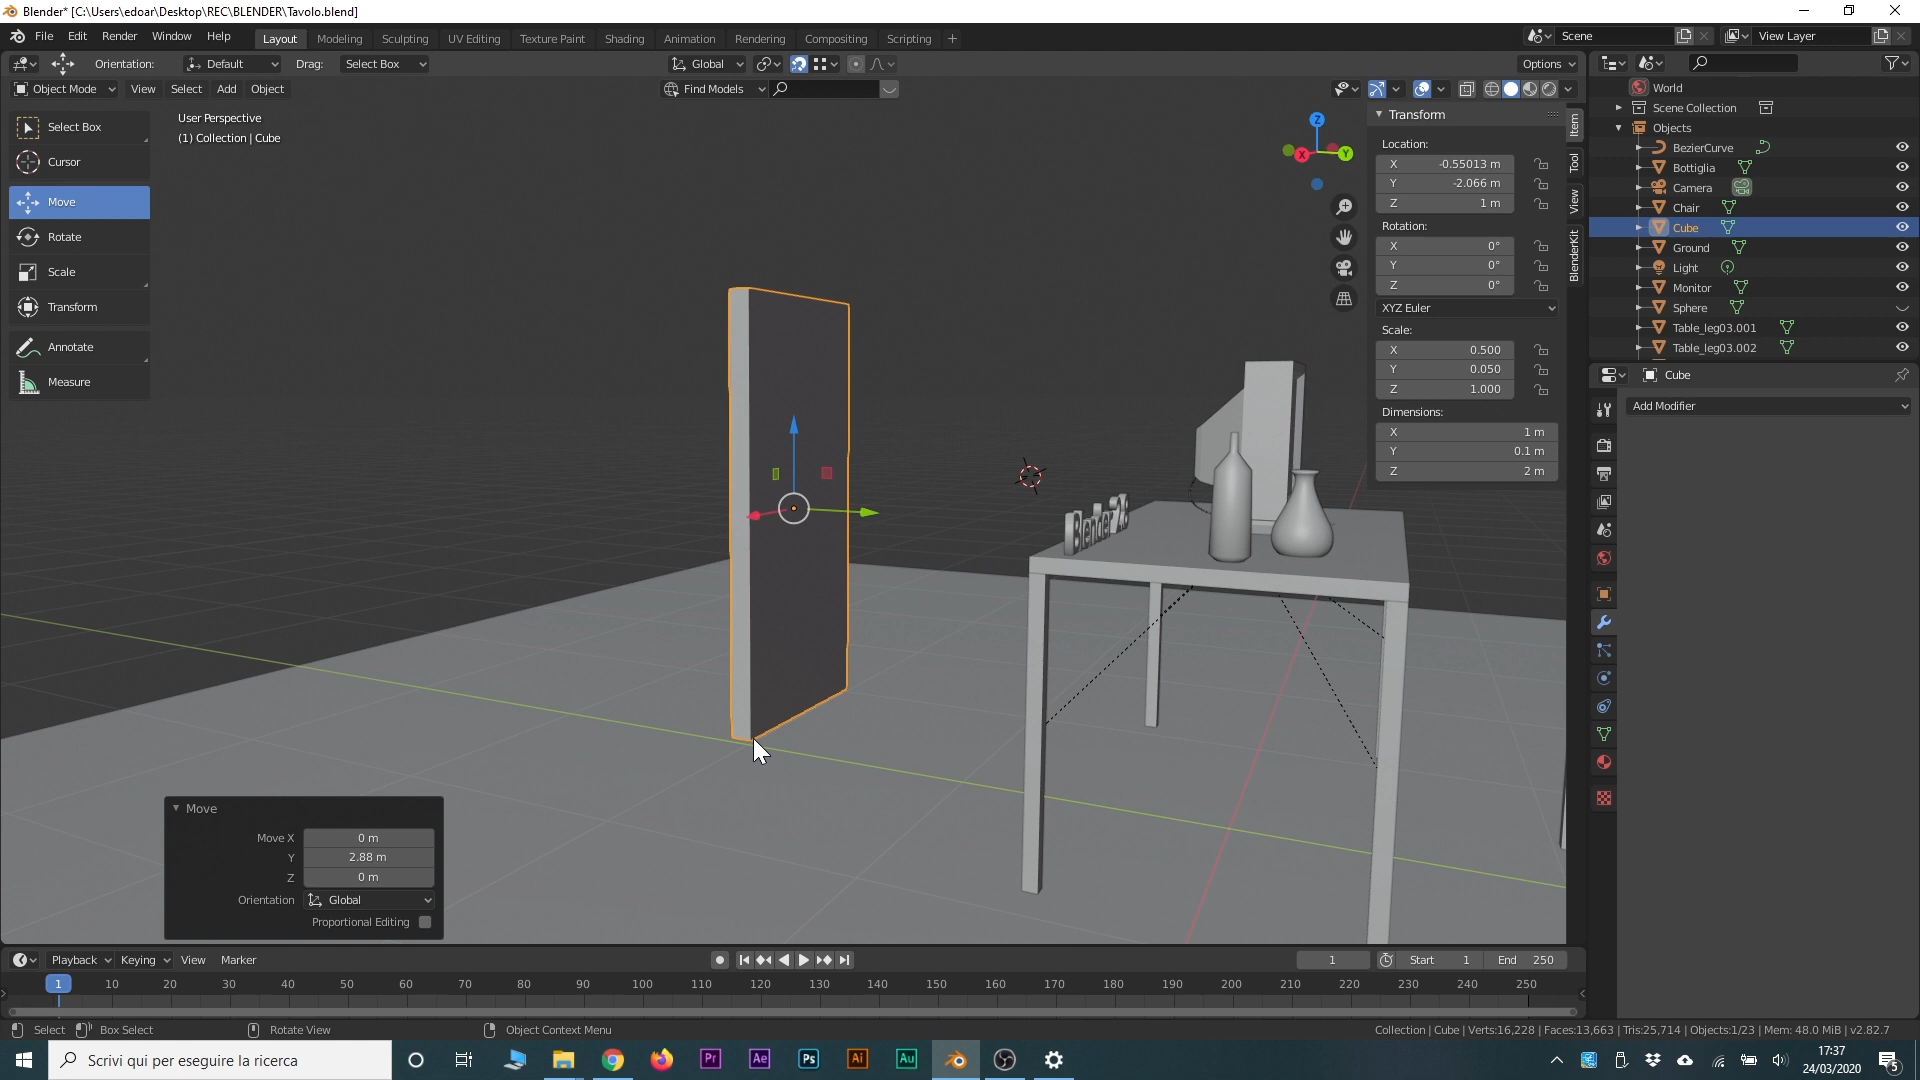 Blender* [C:\Users\edoar\Desktop\REC\BLENDER\Tavolo.blend]
File Edit Render Window Help Layout Modeling Sculpting UV Editing Texture Paint Shading Animation Rendering Compositing Scripting + Scene View Layer
Orientation: Default Drag: Select Box Global Options
Object Mode View Select Add Object Find Models
User Perspective
(1) Collection | Cube
Select Box
Cursor
Move
Rotate
Scale
Transform
Annotate
Measure
Z
X
Y
Blender28
Transform
Location:
X -0.55013 m
Y -2.066 m
Z 1 m
Rotation:
X 0°
Y 0°
Z 0°
XYZ Euler
Scale:
X 0.500
Y 0.050
Z 1.000
Dimensions:
X 1 m
Y 0.1 m
Z 2 m
Item
Tool
View
BlenderKit
World
Scene Collection
Objects
BezierCurve
Bottiglia
Camera
Chair
Cube
Ground
Light
Monitor
Sphere
Table_leg03.001
Table_leg03.002
Cube
Add Modifier
Move
Move X 0 m
Y 2.88 m
Z 0 m
Orientation Global
Proportional Editing
Playback Keying View Marker 1 Start 1 End 250
1 10 20 30 40 50 60 70 80 90 100 110 120 130 140 150 160 170 180 190 200 210 220 230 240 250
Select Box Select Rotate View Object Context Menu Collection | Cube | Verts:16,228 | Faces:13,663 | Tris:25,714 | Objects:1/23 | Mem: 48.0 MiB | v2.82.7
Scrivi qui per eseguire la ricerca Pr Ae Ps Ai Au
17:37
24/03/2020
5